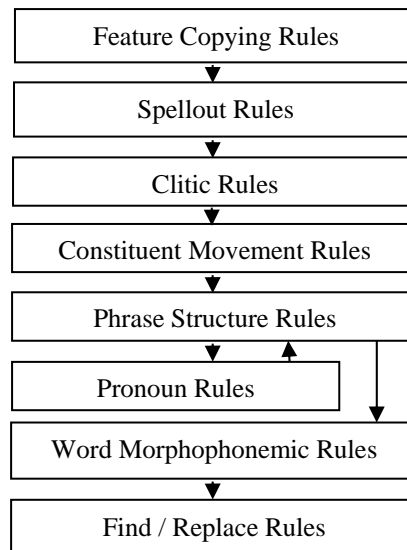 Feature Copying Rules
Spellout Rules
Clitic Rules
Constituent Movement Rules
Phrase Structure Rules
Pronoun Rules
Word Morphophonemic Rules
Find / Replace Rules